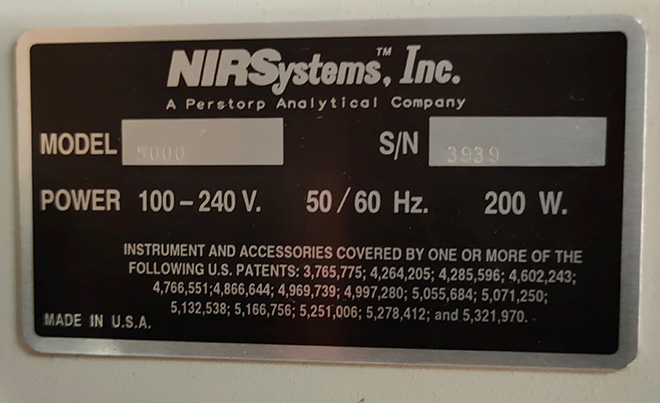 NIRSystems,™ Inc.
A Perstorp Analytical Company
MODEL 5000 S/N 3939
POWER 100-240 V. 50/60 Hz. 200 W.
INSTRUMENT AND ACCESSORIES COVERED BY ONE OR MORE OF THE
FOLLOWING U.S. PATENTS: 3,765,775; 4,264,205; 4,285,596; 4,602,243;
4,766,551;4,866,644; 4,969,739; 4,997,280; 5,055,684; 5,071,250;
5,132,538; 5,166,756; 5,251,006; 5,278,412; and 5,321,970.
MADE IN U.S.A.